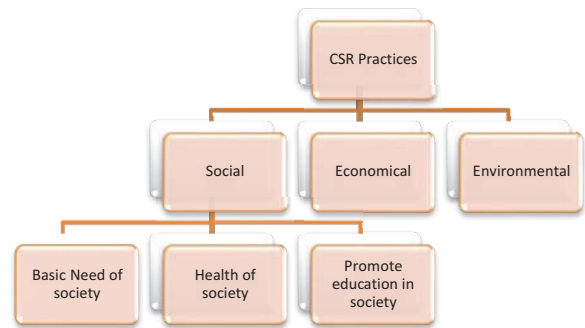 CSR Practices
Social
Economical
Environmental
Basic Need of
society
Health of
society
Promote
education in
society